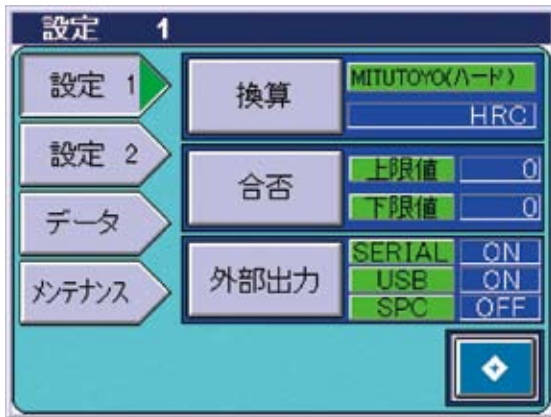 設定 1
設定 1
設定 2
データ
メンテナンス
換算
MITUTOYO(ハード)
HRC
合否
上限値 0
下限値 0
外部出力
SERIAL ON
USB ON
SPC OFF